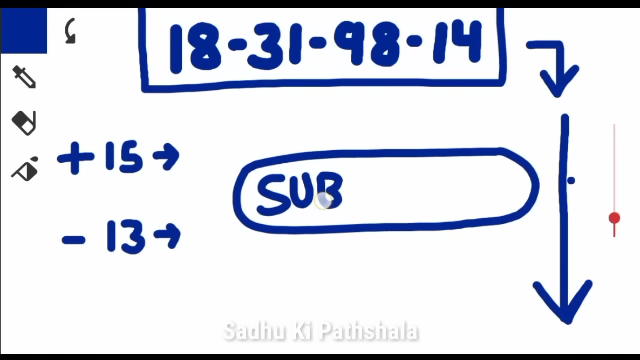 18-31-98-14
+ 15 →
SUB
- 13 →
Sadhu Ki Pathshala